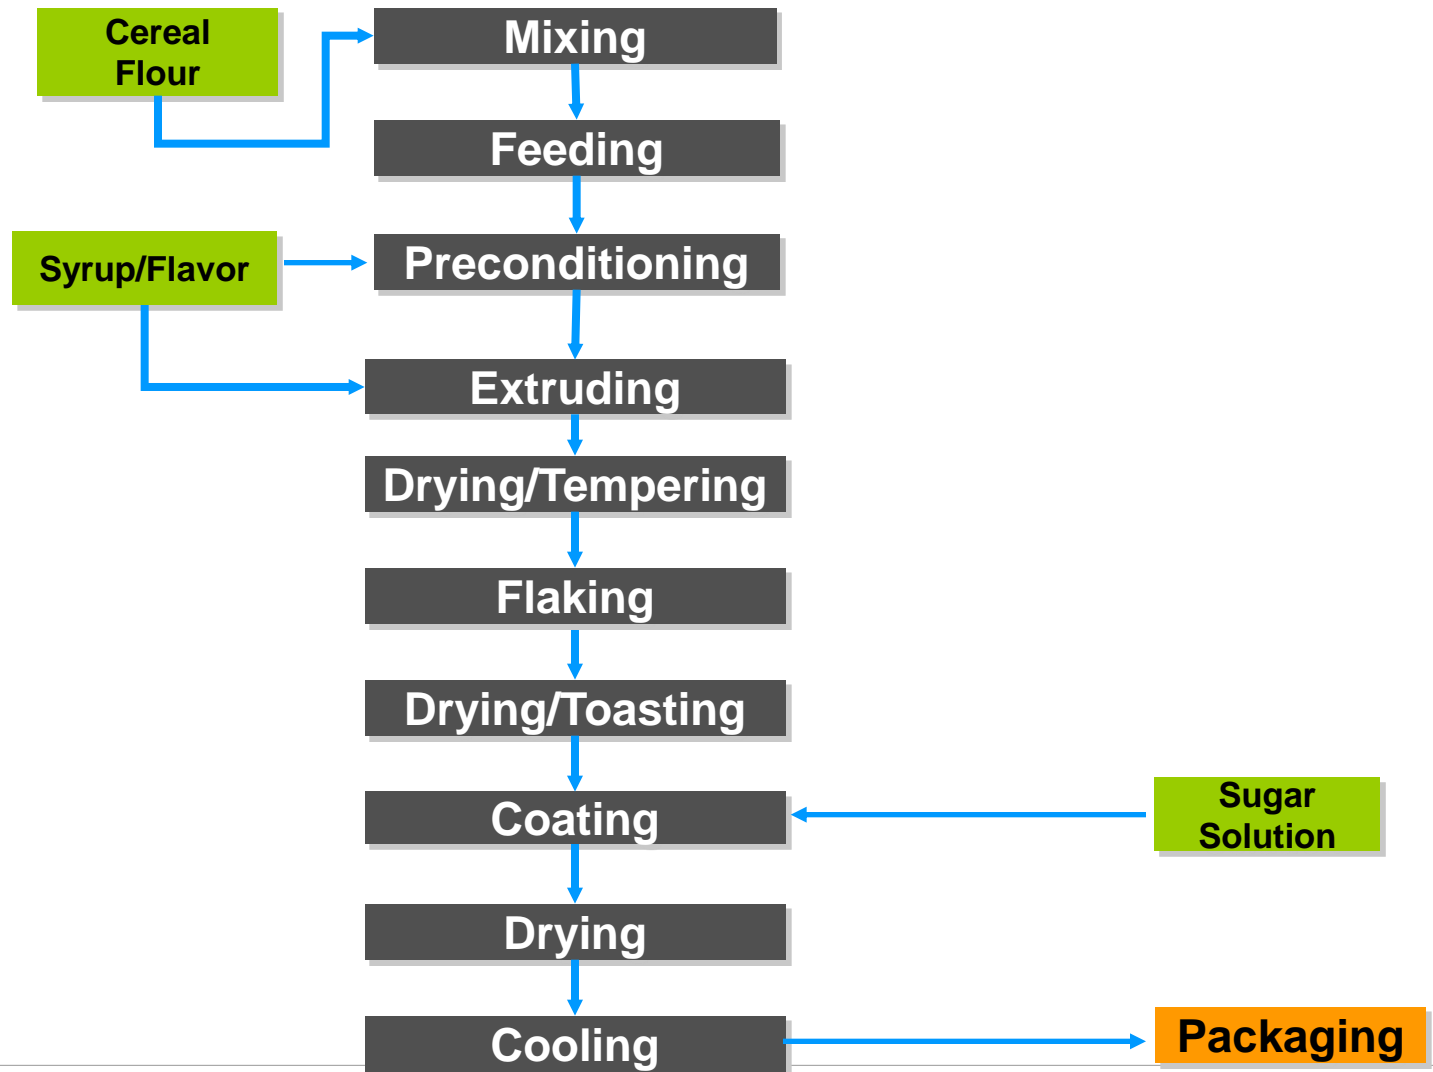 Cereal
Flour
Mixing
Feeding
Syrup/Flavor
Preconditioning
Extruding
Drying/Tempering
Flaking
Drying/Toasting
Coating
Sugar
Solution
Drying
Cooling
Packaging